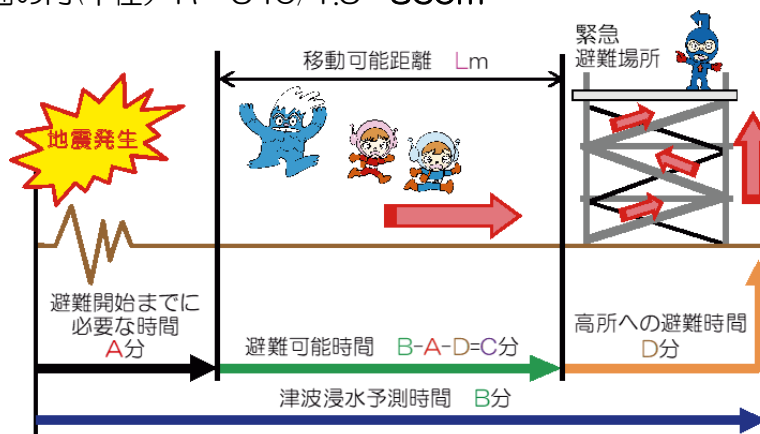 緊急
避難場所
移動可能距離 Lm
地震発生
避難開始までに
必要な時間
A分
避難可能時間 B-A-D=C分
高所への避難時間
D分
津波浸水予測時間 B分